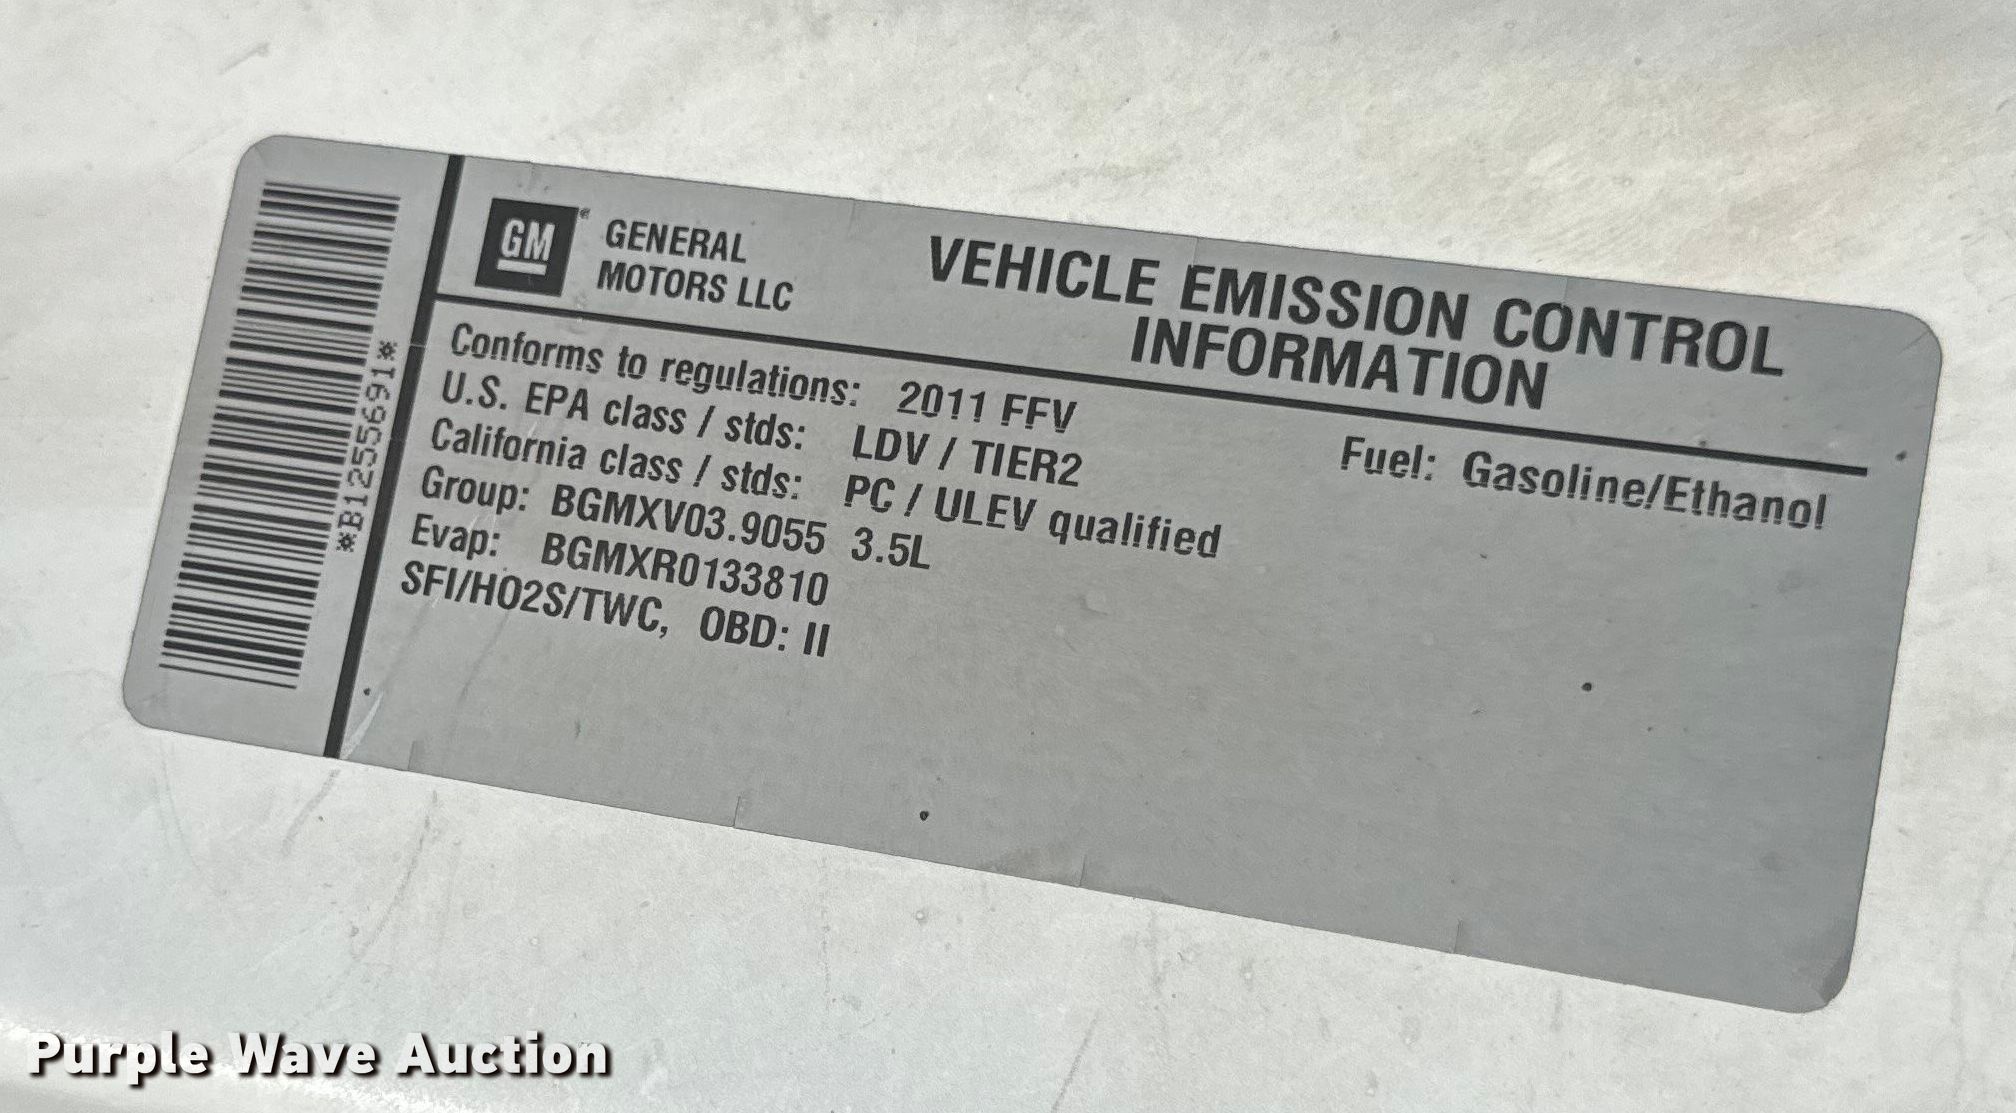 *B1255691*
GM
GENERAL
MOTORS LLC
VEHICLE EMISSION CONTROL
INFORMATION
Conforms to regulations: 2011 FFV
Fuel: Gasoline/Ethanol
U.S. EPA class / stds: LDV / TIER2
California class / stds: PC / ULEV qualified
Group: BGMXV03.9055 3.5L
Evap: BGMXR0133810
SFI/HO2S/TWC, OBD: II
Purple Wave Auction